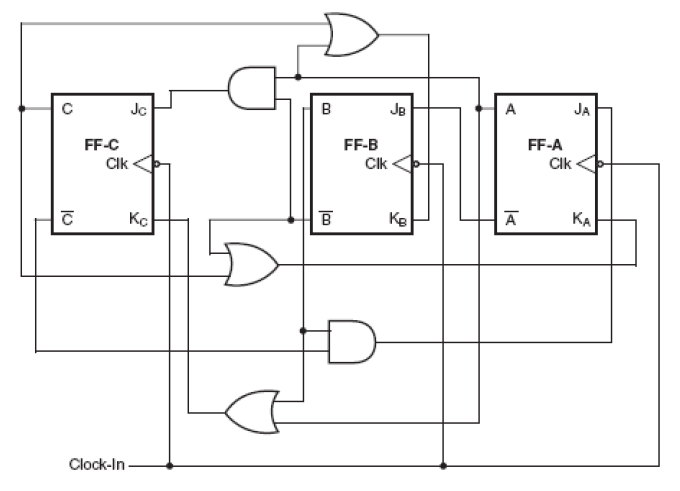 C J_C B J_B A J_A
FF-C FF-B FF-A
Clk Clk Clk
C̅ K_C B̅ K_B A̅ K_A
Clock-In